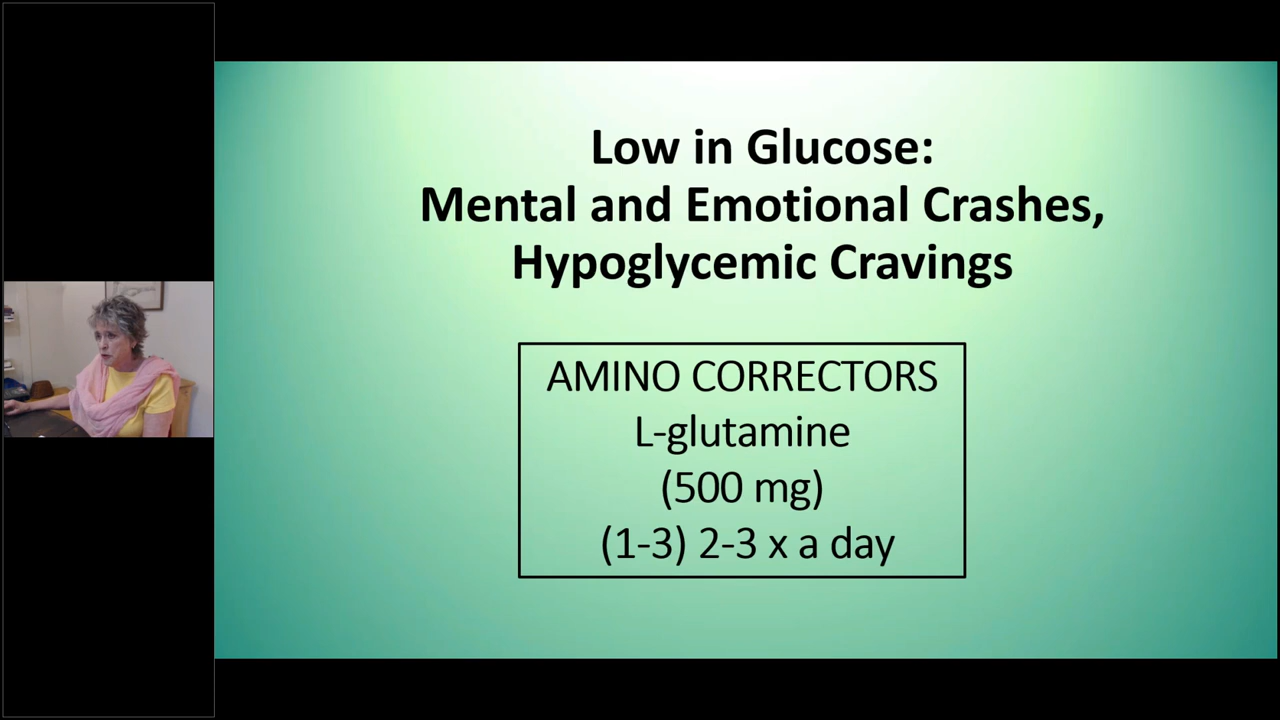 Low in Glucose:
Mental and Emotional Crashes,
Hypoglycemic Cravings
AMINO CORRECTORS
L-glutamine
(500 mg)
(1-3) 2-3 x a day